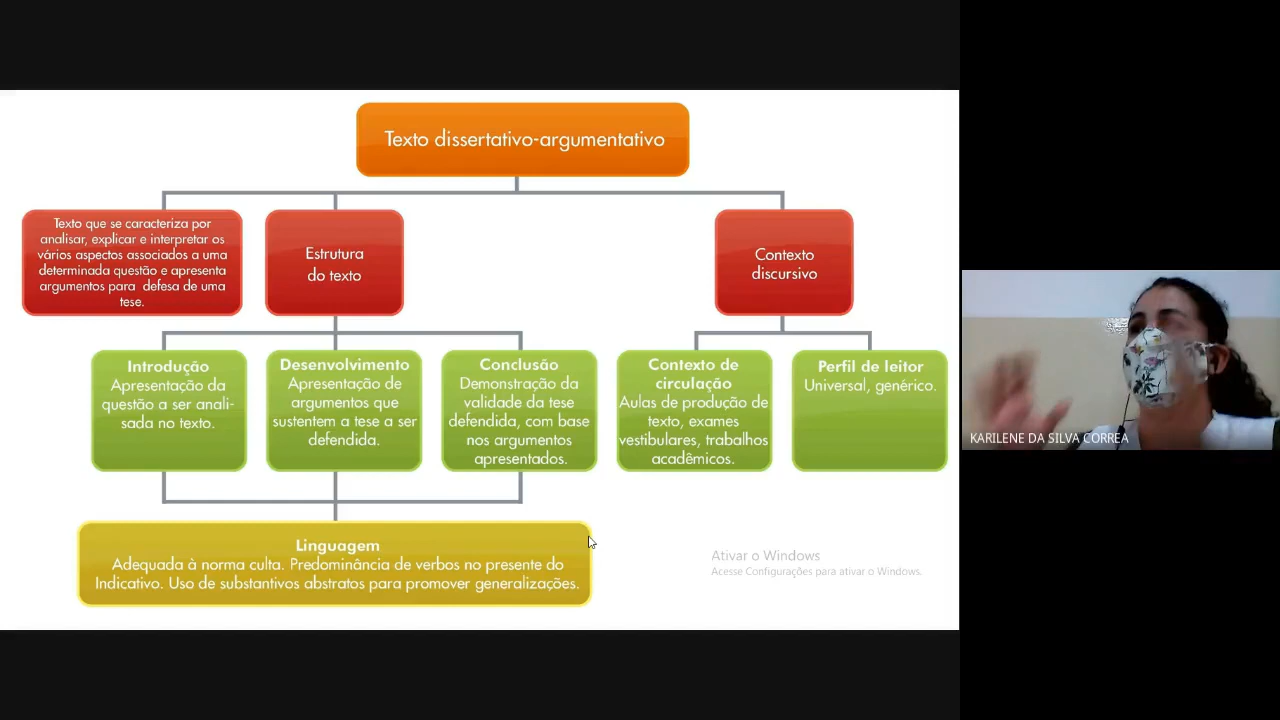 Texto dissertativo-argumentativo
Texto que se caracteriza por
analisar, explicar e interpretar os
vários aspectos associados a uma
determinada questão e apresenta
argumentos para defesa de uma
tese.
Estrutura
do texto
Contexto
discursivo
Introdução
Apresentação da
questão a ser anali-
sada no texto.
Desenvolvimento
Apresentação de
argumentos que
sustentem a tese a ser
defendida.
Conclusão
Demonstração da
validade da tese
defendida, com base
nos argumentos
apresentados.
Contexto de
circulação
Aulas de produção de
texto, exames
vestibulares, trabalhos
acadêmicos.
Perfil de leitor
Universal, genérico.
Linguagem
Adequada à norma culta. Predominância de verbos no presente do
Indicativo. Uso de substantivos abstratos para promover generalizações.
Ativar o Windows
Acesse Configurações para ativar o Windows.
KARILENE DA SILVA CORREA